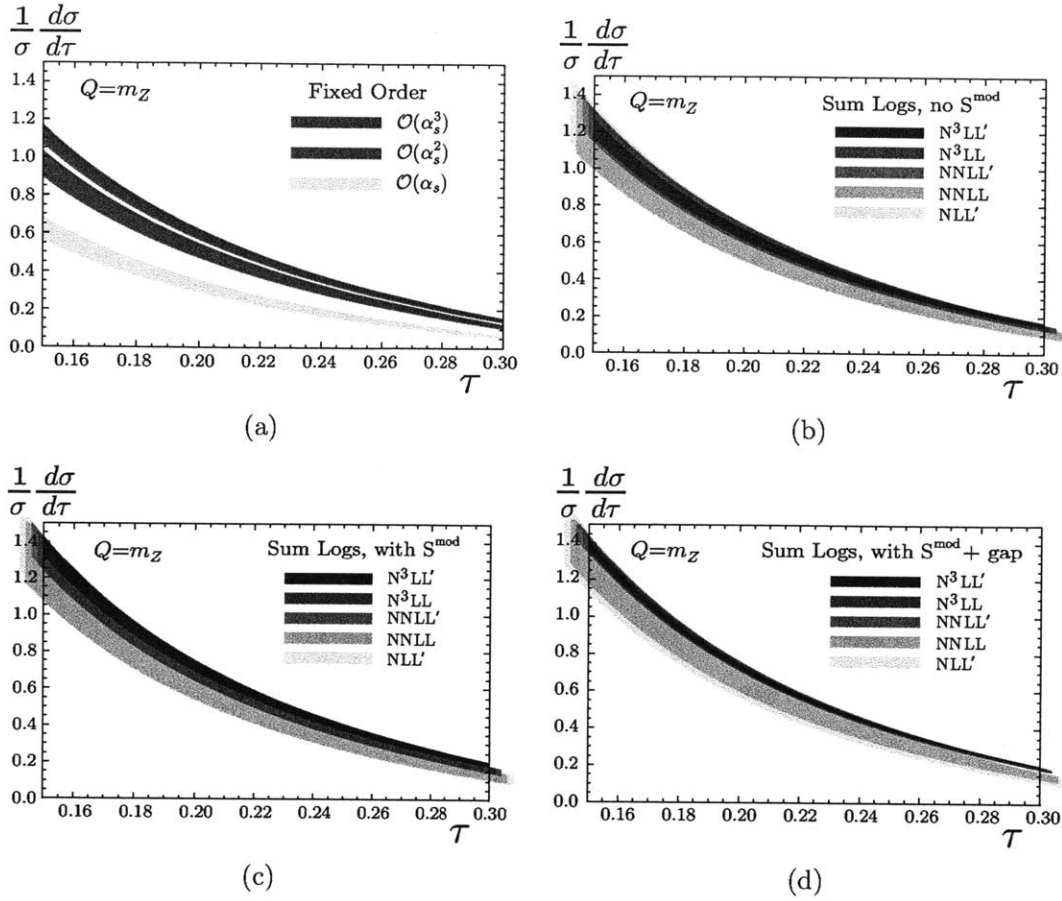 1/σ dσ/dτ
Q=m_Z
Fixed Order
O(α_s^3)
O(α_s^2)
O(α_s)
1.4
1.2
1.0
0.8
0.6
0.4
0.2
0.0
0.16 0.18 0.20 0.22 0.24 0.26 0.28 0.30
τ
(a)
1/σ dσ/dτ
Q=m_Z
Sum Logs, no S^mod
N³LL′
N³LL
NNLL′
NNLL
NLL′
1.4
1.2
1.0
0.8
0.6
0.4
0.2
0.0
0.16 0.18 0.20 0.22 0.24 0.26 0.28 0.30
τ
(b)
1/σ dσ/dτ
Q=m_Z
Sum Logs, with S^mod
N³LL′
N³LL
NNLL′
NNLL
NLL′
1.4
1.2
1.0
0.8
0.6
0.4
0.2
0.0
0.16 0.18 0.20 0.22 0.24 0.26 0.28 0.30
τ
(c)
1/σ dσ/dτ
Q=m_Z
Sum Logs, with S^mod + gap
N³LL′
N³LL
NNLL′
NNLL
NLL′
1.4
1.2
1.0
0.8
0.6
0.4
0.2
0.0
0.16 0.18 0.20 0.22 0.24 0.26 0.28 0.30
τ
(d)